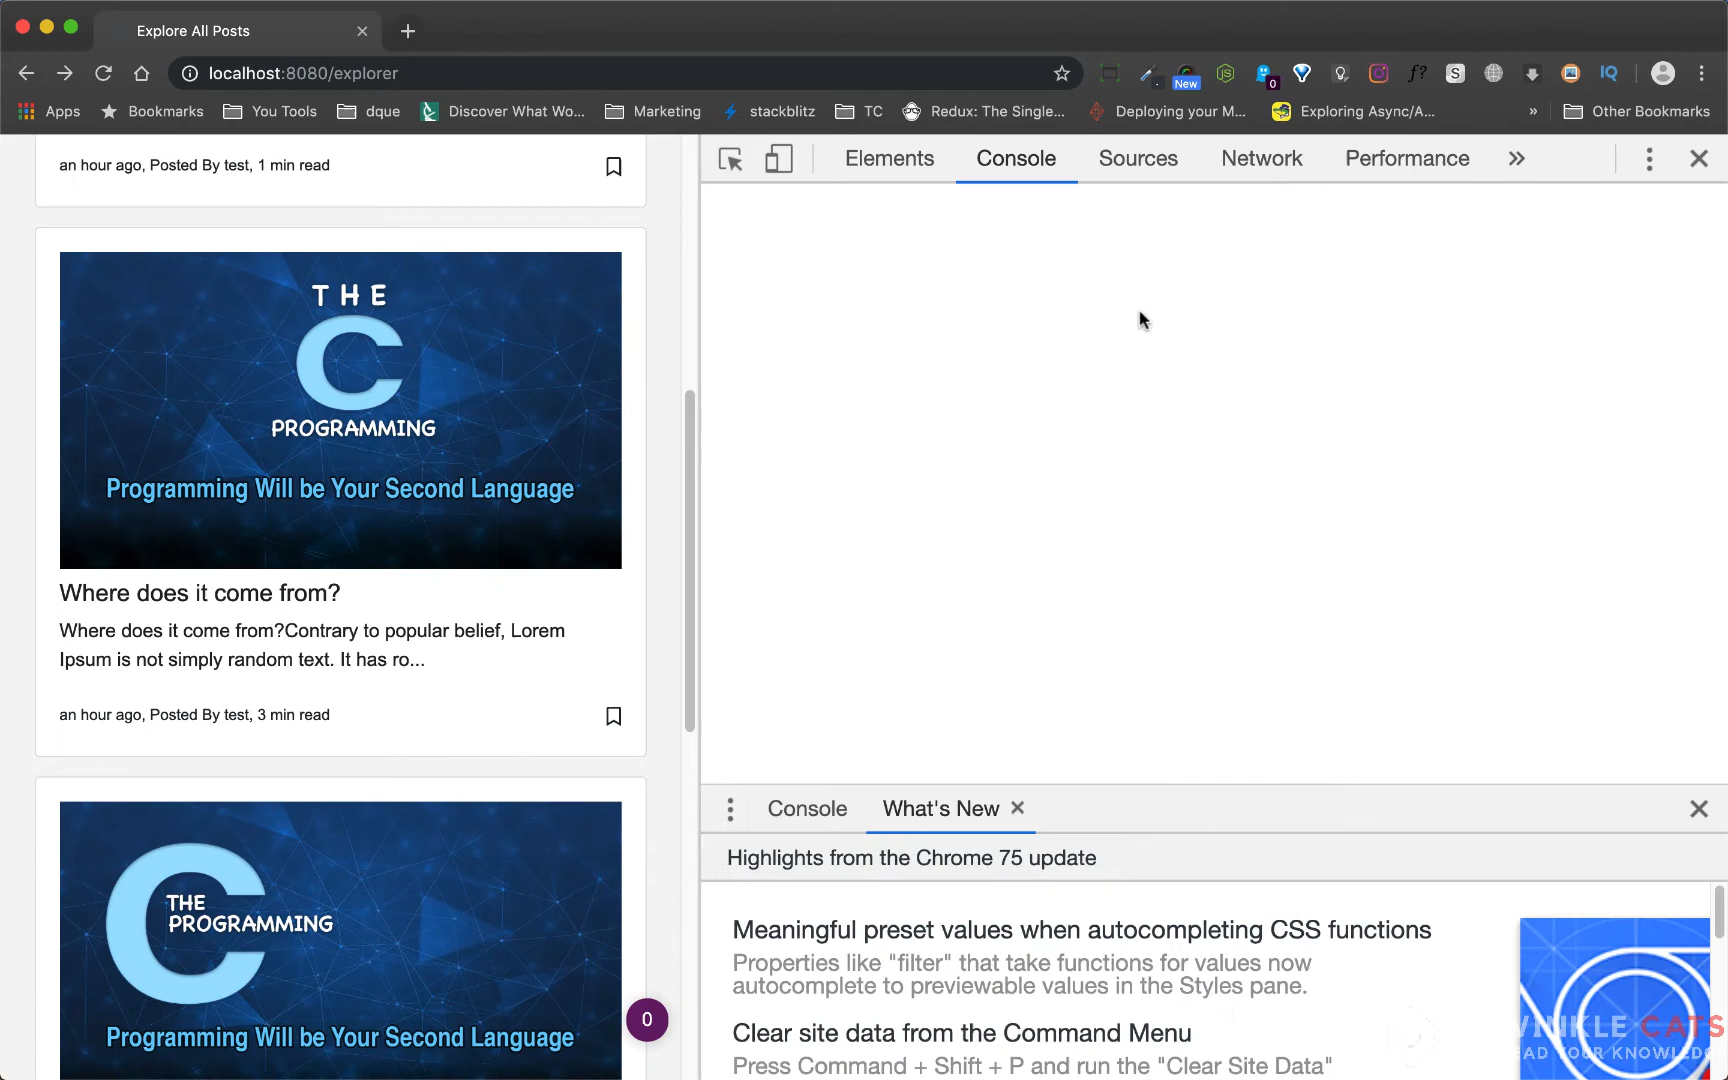 Explore All Posts
localhost:8080/explorer
New
JS
0
f?
S
IQ
Apps
Bookmarks
You Tools
dque
Discover What Wo...
Marketing
stackblitz
TC
Redux: The Single...
Deploying your M...
Exploring Async/A...
»
Other Bookmarks
an hour ago, Posted By test, 1 min read
THE
C
PROGRAMMING
Programming Will be Your Second Language
Where does it come from?
Where does it come from?Contrary to popular belief, Lorem
Ipsum is not simply random text. It has ro...
an hour ago, Posted By test, 3 min read
C
THE
PROGRAMMING
Programming Will be Your Second Language
0
Elements
Console
Sources
Network
Performance
»
Console
What's New
Highlights from the Chrome 75 update
Meaningful preset values when autocompleting CSS functions
Properties like "filter" that take functions for values now
autocomplete to previewable values in the Styles pane.
Clear site data from the Command Menu
Press Command + Shift + P and run the "Clear Site Data"
CATS
YOUR